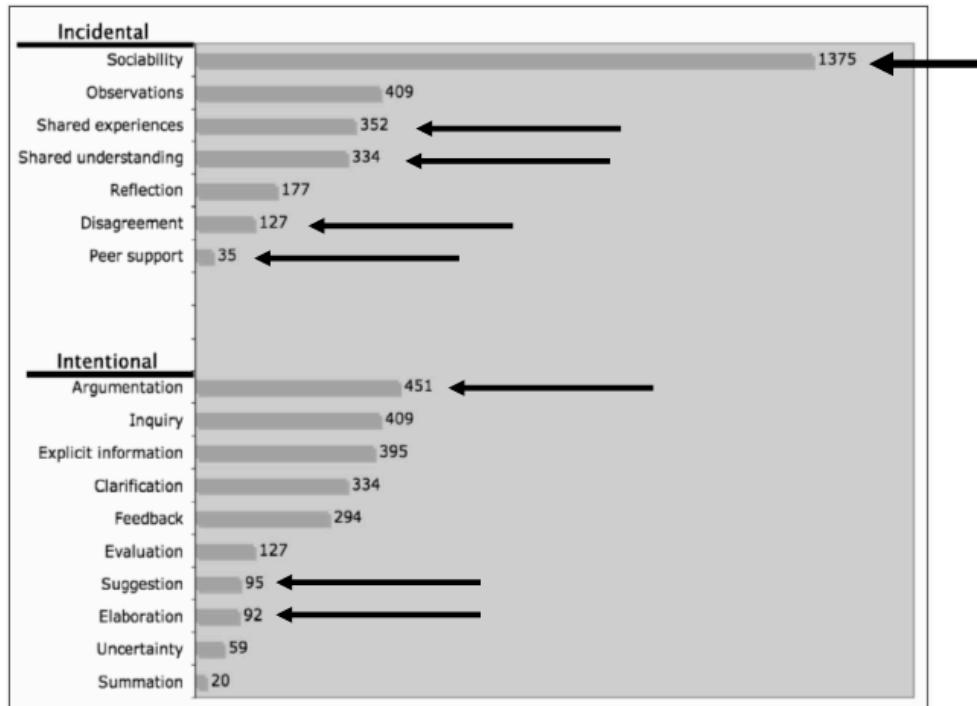 Incidental
Sociability 1375
Observations 409
Shared experiences 352
Shared understanding 334
Reflection 177
Disagreement 127
Peer support 35
Intentional
Argumentation 451
Inquiry 409
Explicit information 395
Clarification 334
Feedback 294
Evaluation 127
Suggestion 95
Elaboration 92
Uncertainty 59
Summation 20